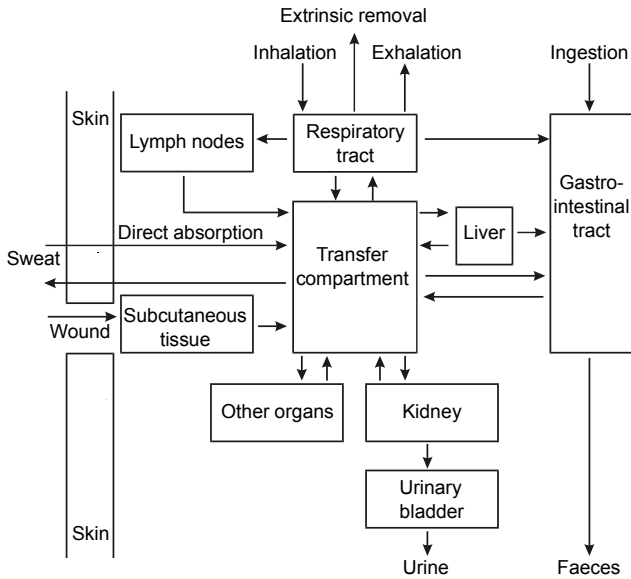 Extrinsic removal
Inhalation
Exhalation
Ingestion
Skin
Lymph nodes
Respiratory
tract
Gastro-
intestinal
tract
Direct absorption
Transfer
compartment
Liver
Sweat
Wound
Subcutaneous
tissue
Other organs
Kidney
Urinary
bladder
Skin
Urine
Faeces